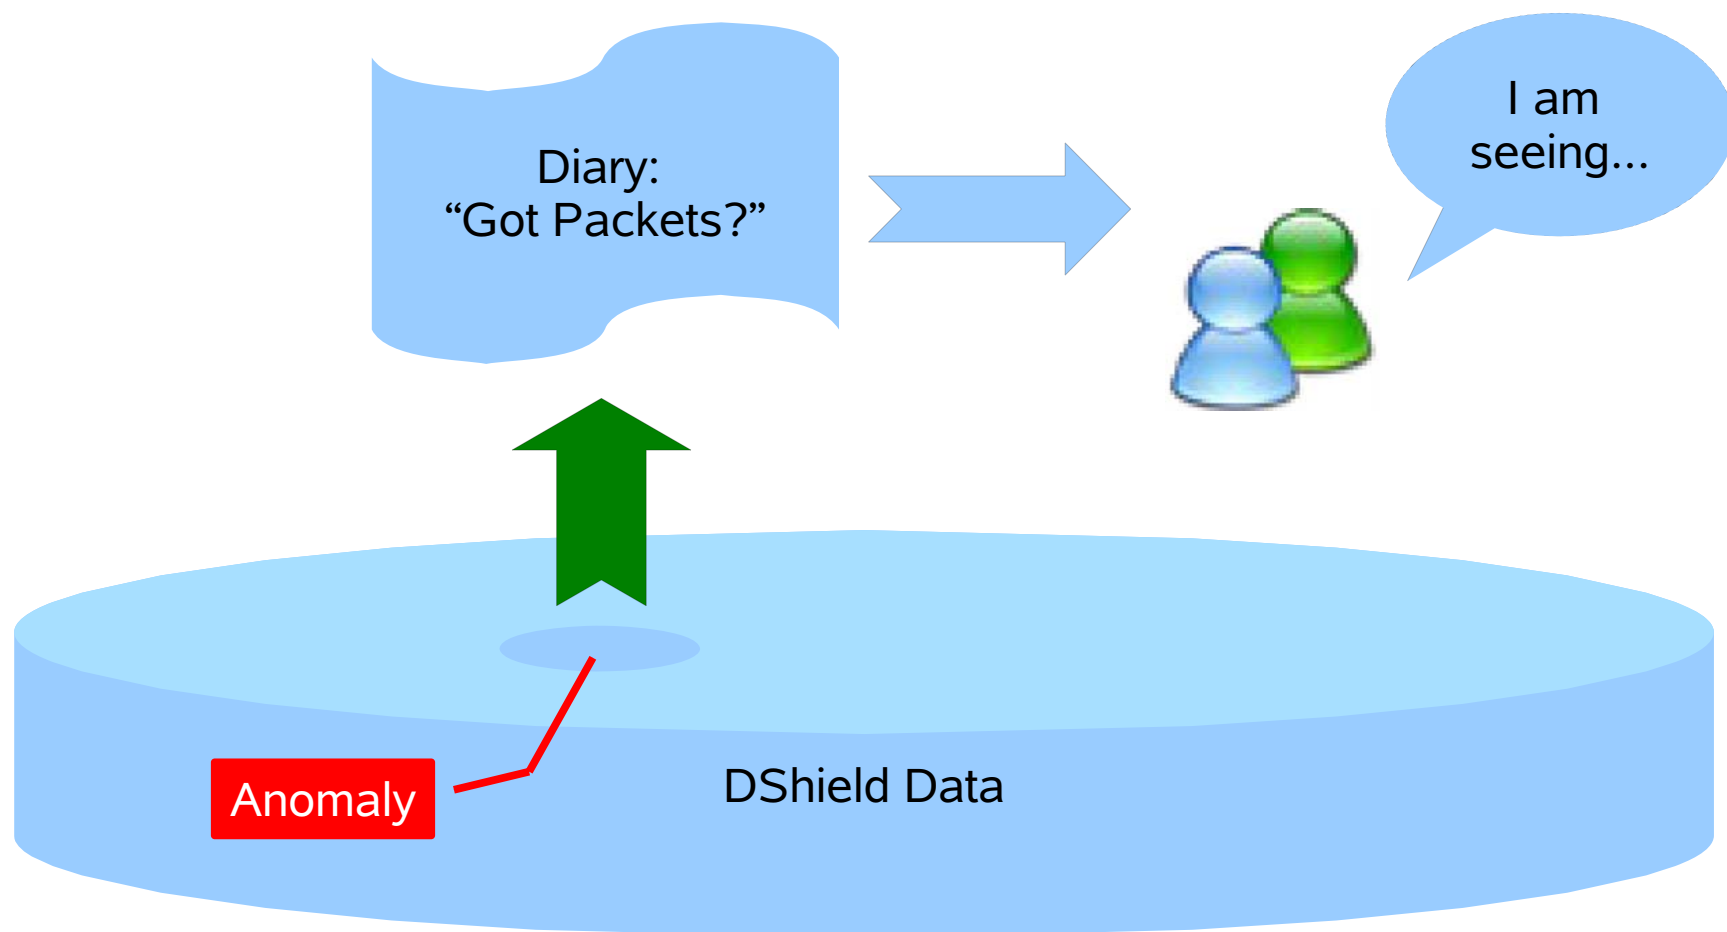 Diary:
“Got Packets?”
I am
seeing...
Anomaly
DShield Data